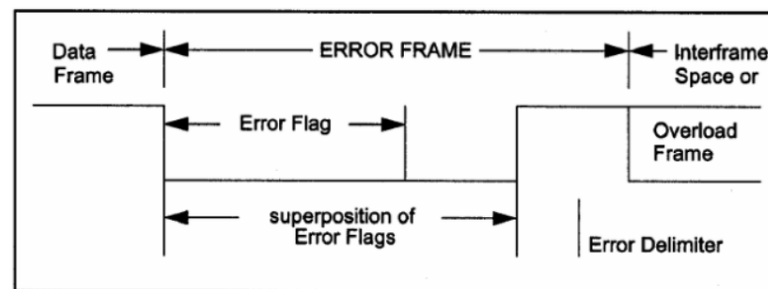 Data
Frame
ERROR FRAME
Interframe
Space or
Error Flag
Overload
Frame
superposition of
Error Flags
Error Delimiter